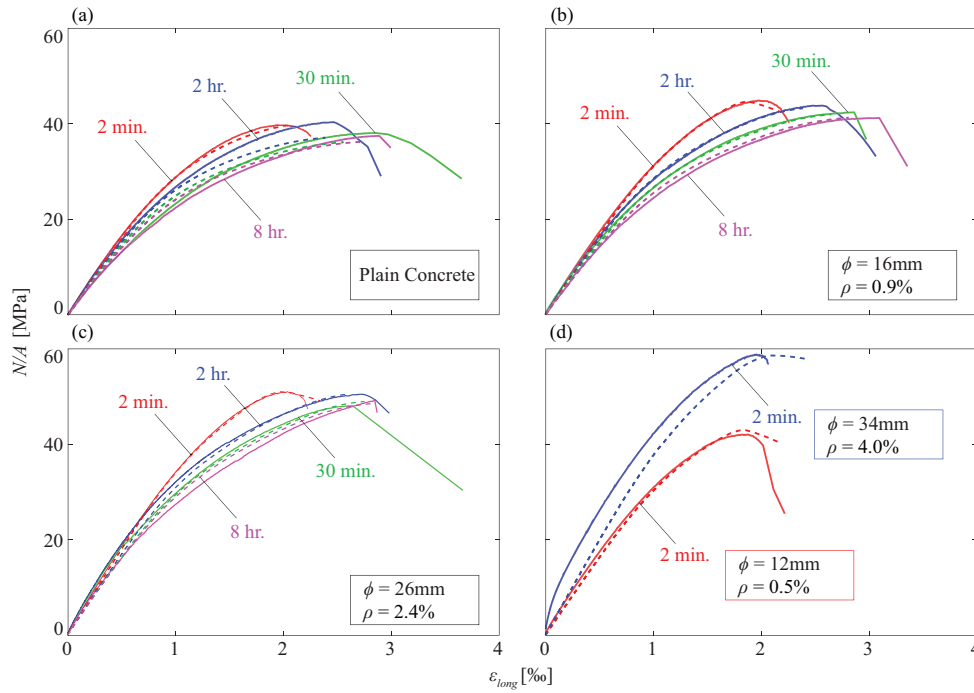 (a)
(b)
60
40
20
0
2 min.
2 hr.
30 min.
8 hr.
Plain Concrete
2 min.
2 hr.
30 min.
8 hr.
ϕ = 16mm
ρ = 0.9%
N/A [MPa]
(c)
(d)
60
40
20
0
2 min.
2 hr.
30 min.
8 hr.
ϕ = 26mm
ρ = 2.4%
2 min.
ϕ = 34mm
ρ = 4.0%
2 min.
ϕ = 12mm
ρ = 0.5%
0 1 2 3 4
0 1 2 3 4
ε_long [‰]